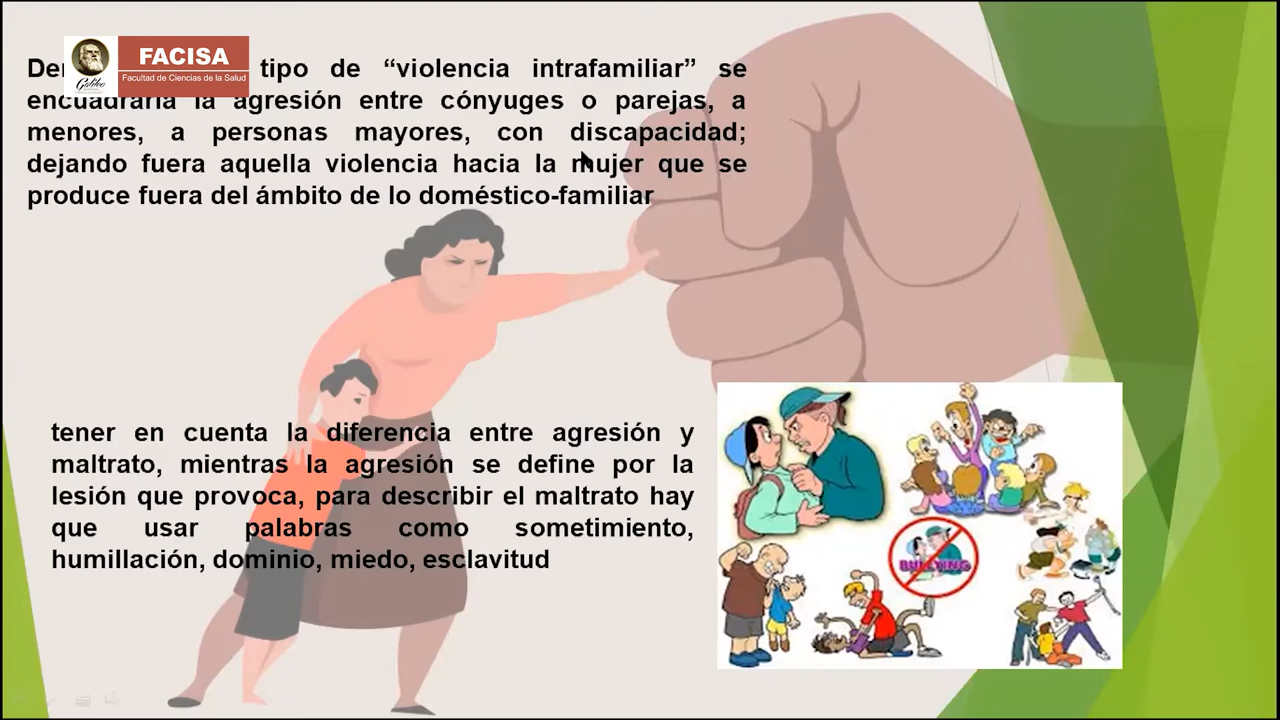 FACISA
Facultad de Ciencias de la Salud
Galileo
tipo de “violencia intrafamiliar” se
encuadraría la agresión entre cónyuges o parejas, a
menores, a personas mayores, con discapacidad;
dejando fuera aquella violencia hacia la mujer que se
produce fuera del ámbito de lo doméstico-familiar
tener en cuenta la diferencia entre agresión y
maltrato, mientras la agresión se define por la
lesión que provoca, para describir el maltrato hay
que usar palabras como sometimiento,
humillación, dominio, miedo, esclavitud
BULLYING